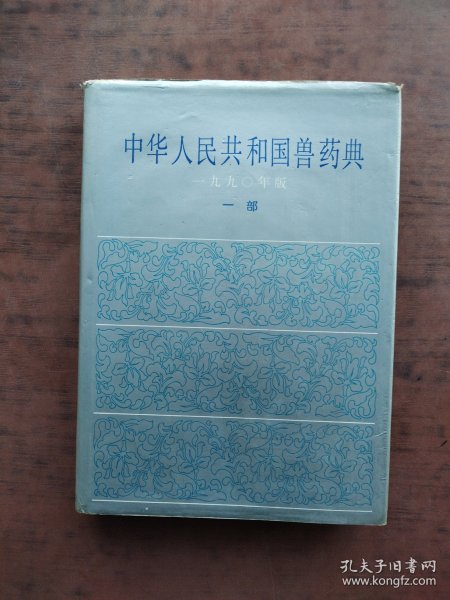 中华人民共和国兽药典
一九九〇年版
一部
孔夫子旧书网
www.kongfz.com